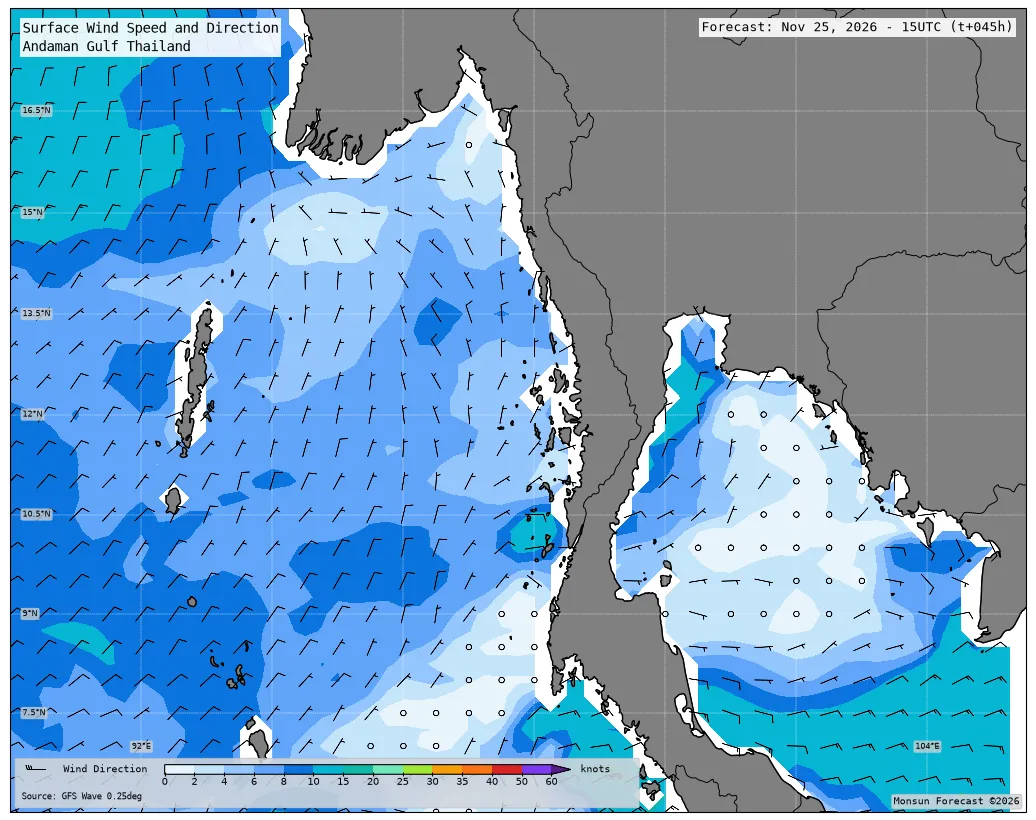 Surface Wind Speed and Direction
Andaman Gulf Thailand
Forecast: Nov 25, 2026 - 15UTC (t+045h)
16.5°N
15°N
13.5°N
12°N
10.5°N
9°N
7.5°N
92°E
104°E
Wind Direction
knots
0 2 4 6 8 10 15 20 25 30 35 40 50 60
Source: GFS Wave 0.25deg
Monsun Forecast ©2026